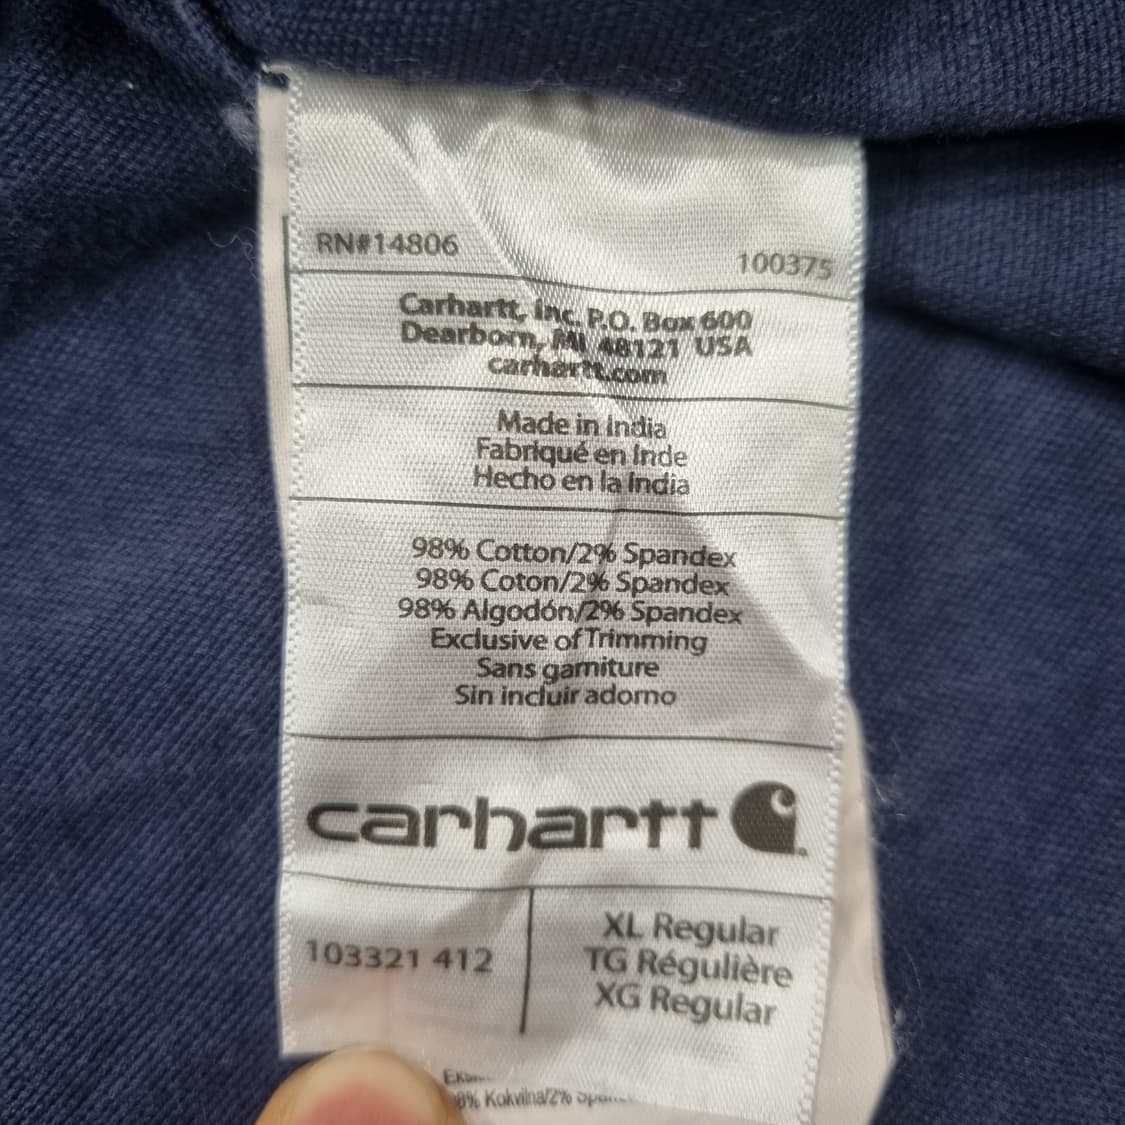 RN#14806
100375
Carhartt, Inc. P.O. Box 600
Dearborn, MI 48121 USA
carhartt.com
Made in India
Fabriqué en Inde
Hecho en la India
98% Cotton/2% Spandex
98% Coton/2% Spandex
98% Algodón/2% Spandex
Exclusive of Trimming
Sans garniture
Sin incluir adorno
carhartt
103321 412
XL Regular
TG Régulière
XG Regular
Kokvilna/2%